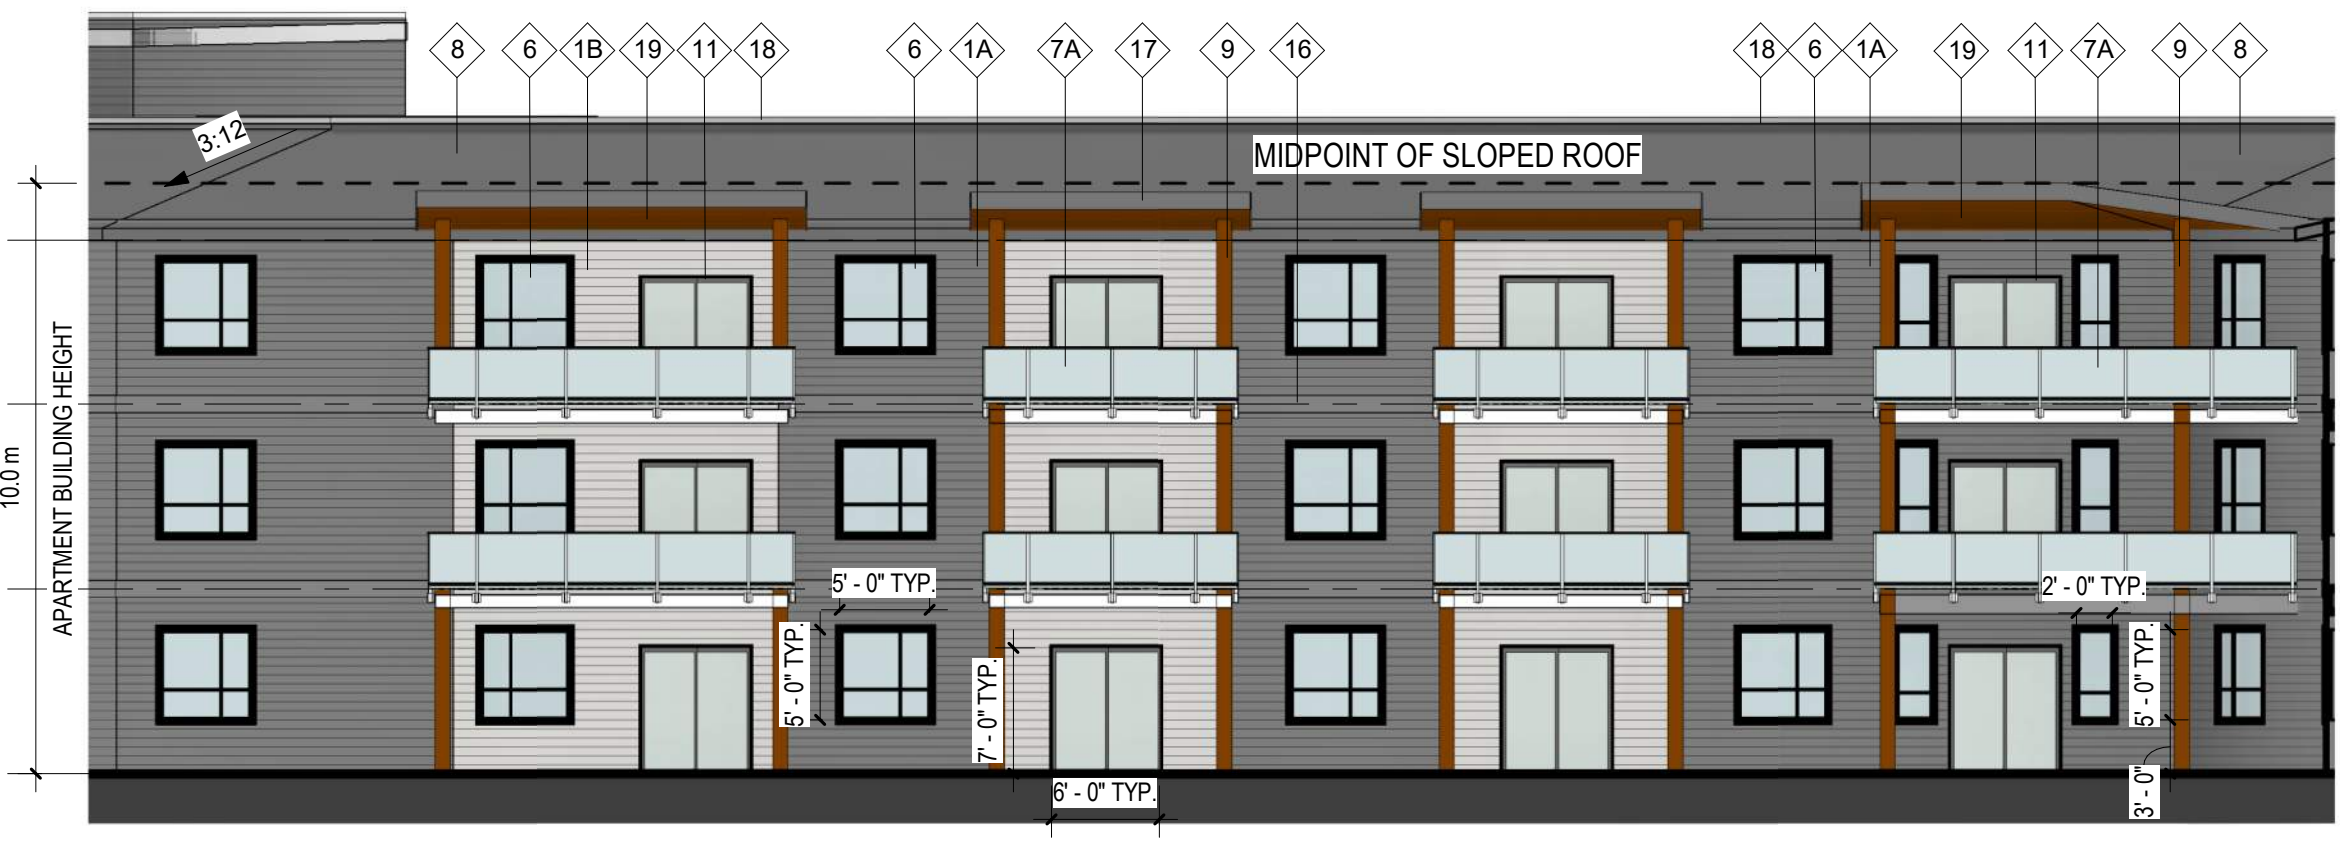 8 6 1B 19 11 18 6 1A 7A 17 9 16 18 6 1A 19 11 7A 9 8
3:12
MIDPOINT OF SLOPED ROOF
10.0 m
APARTMENT BUILDING HEIGHT
5' - 0" TYP.
2' - 0" TYP.
5' - 0" TYP.
7' - 0" TYP.
5' - 0" TYP.
6' - 0" TYP.
3' - 0"